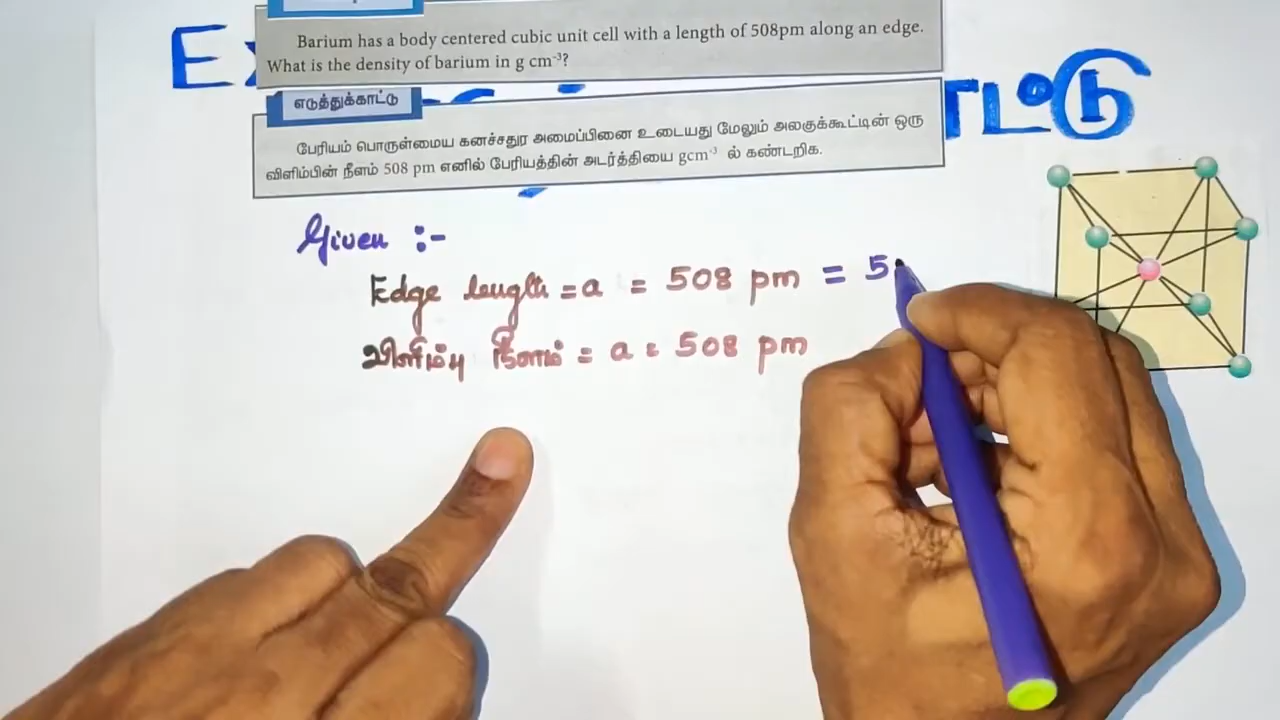 Barium has a body centered cubic unit cell with a length of 508pm along an edge.
What is the density of barium in g cm⁻³?
எடுத்துக்காட்டு
பேரியம் பொருள்மைய கனச்சதுர அமைப்பினை உடையது மேலும் அலகுக்கூட்டின் ஒரு
விளிம்பின் நீளம் 508 pm எனில் பேரியத்தின் அடர்த்தியை gcm⁻³ ல் கண்டறிக.
Given :-
Edge length = a = 508 pm = 5
விளிம்பு நீளம் = a = 508 pm